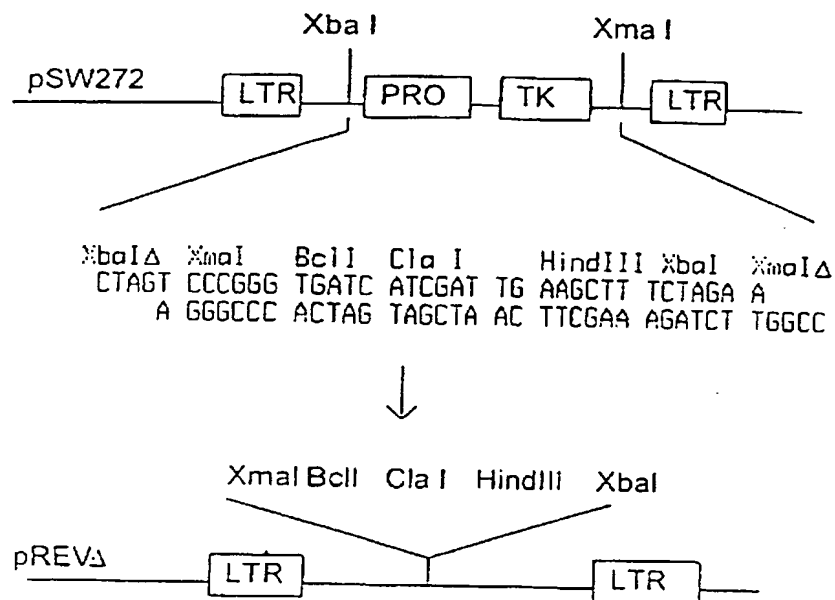 Xba I Xma I
pSW272 LTR PRO TK LTR
XbaIΔ XmaI BclI Cla I HindIII XbaI XmaIΔ
CTAGT CCCGGG TGATC ATCGAT TG AAGCTT TCTAGA A
A GGGCCC ACTAG TAGCTA AC TTCGAA AGATCT TGGCC
XmaI BclI Cla I HindIII XbaI
pREVΔ LTR LTR